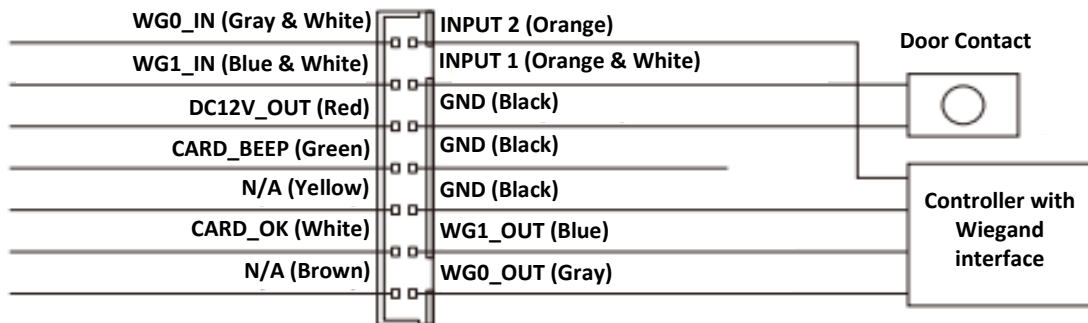 WG0_IN (Gray & White)
INPUT 2 (Orange)
WG1_IN (Blue & White)
INPUT 1 (Orange & White)
DC12V_OUT (Red)
GND (Black)
CARD_BEEP (Green)
GND (Black)
N/A (Yellow)
GND (Black)
CARD_OK (White)
WG1_OUT (Blue)
N/A (Brown)
WG0_OUT (Gray)
Door Contact
Controller with
Wiegand
interface